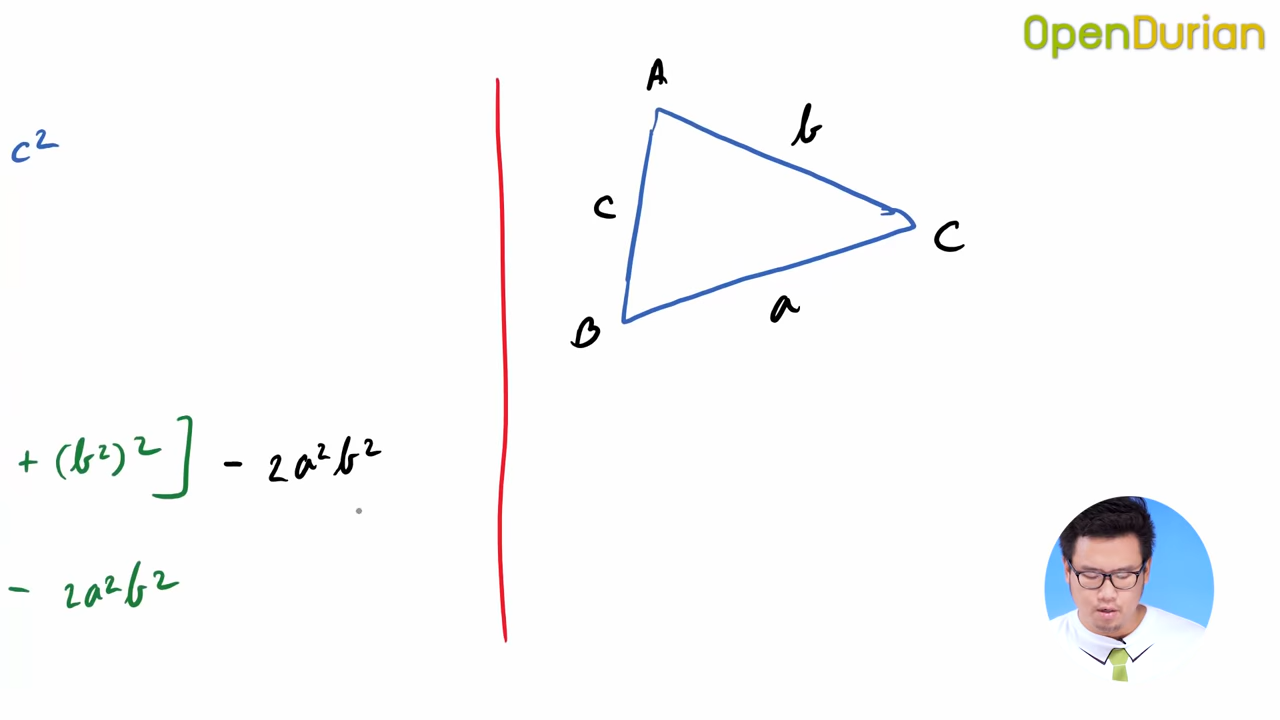 OpenDurian
A
b
c²
c
C
a
B
+ (b²)² ] - 2a²b²
- 2a²b²